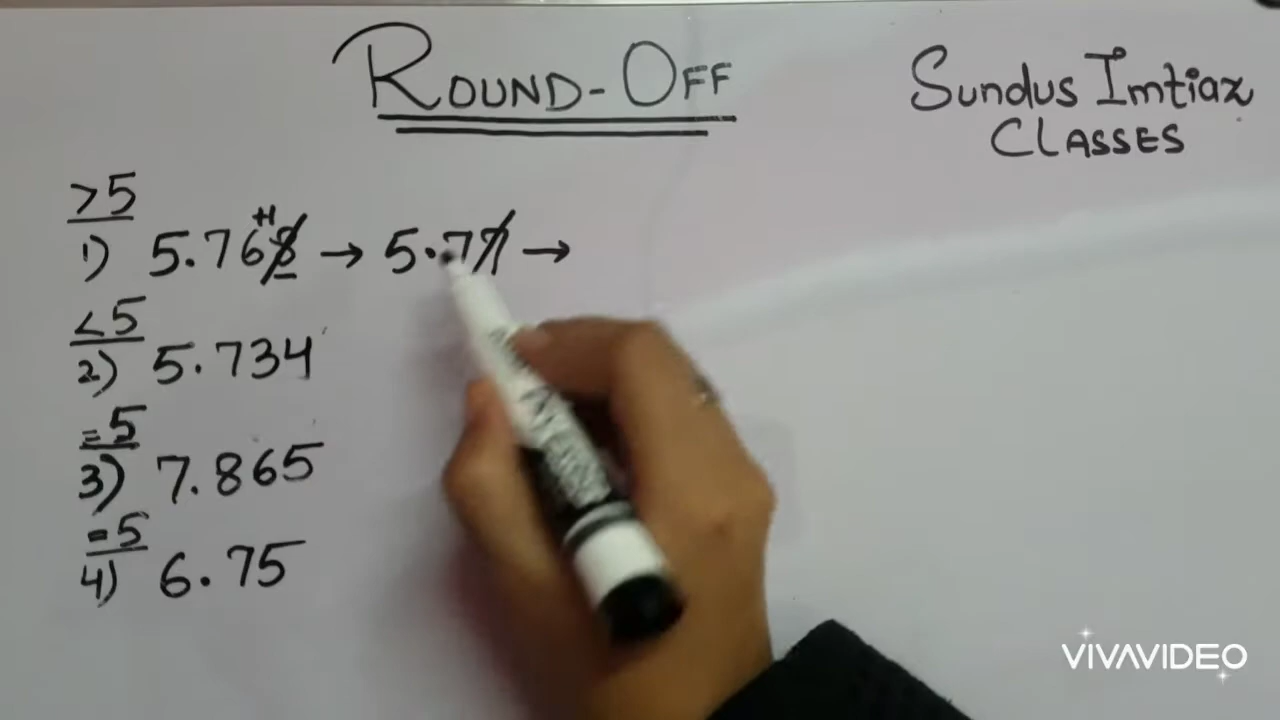 ROUND-OFF
Sundus Imtiaz
CLASSES
>5
1) 5.768 +1 → 5.77 →
<5
2) 5.734
=5
3) 7.865
=5
4) 6.75
VIVAVIDEO